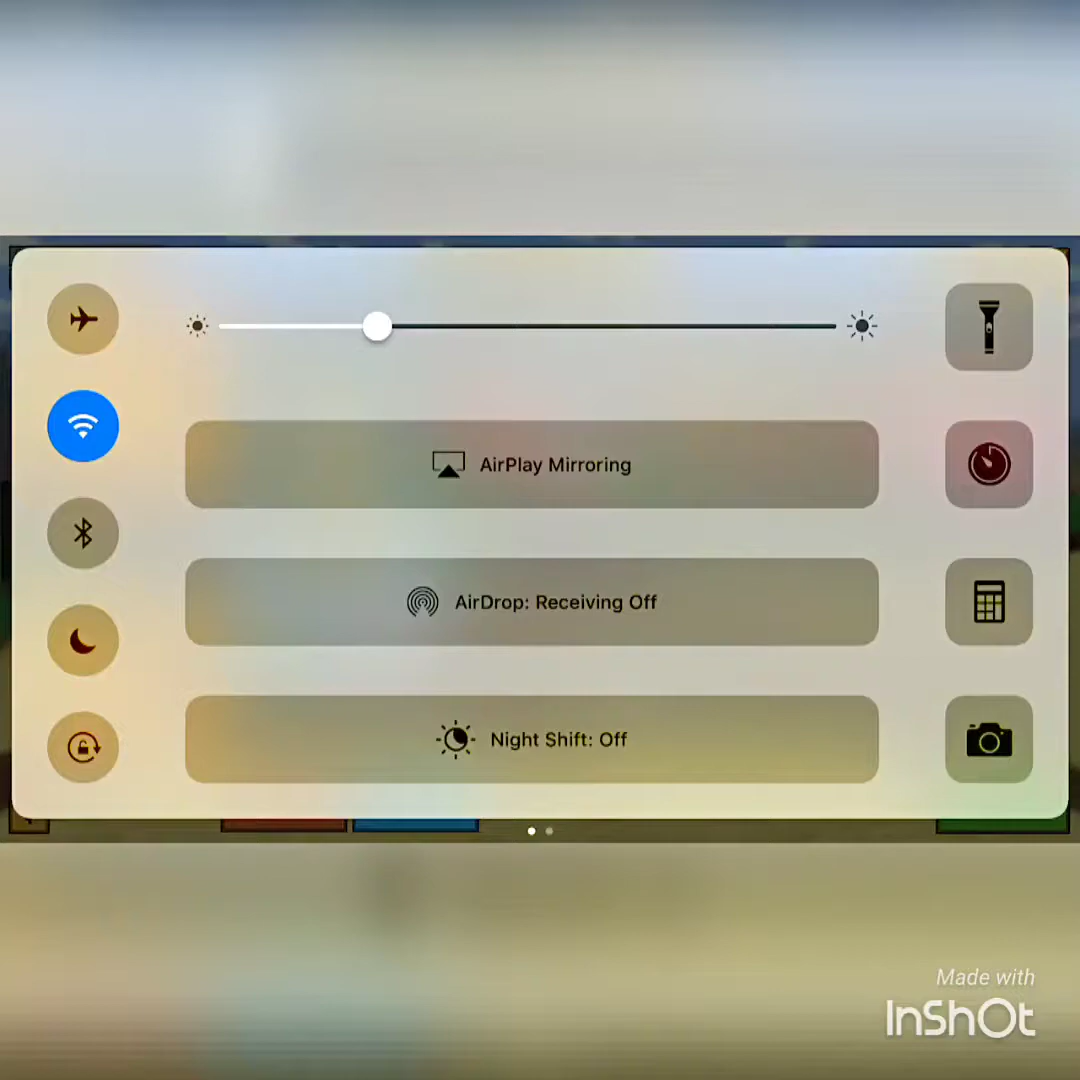 AirPlay Mirroring
AirDrop: Receiving Off
Night Shift: Off
Made with
InShOt